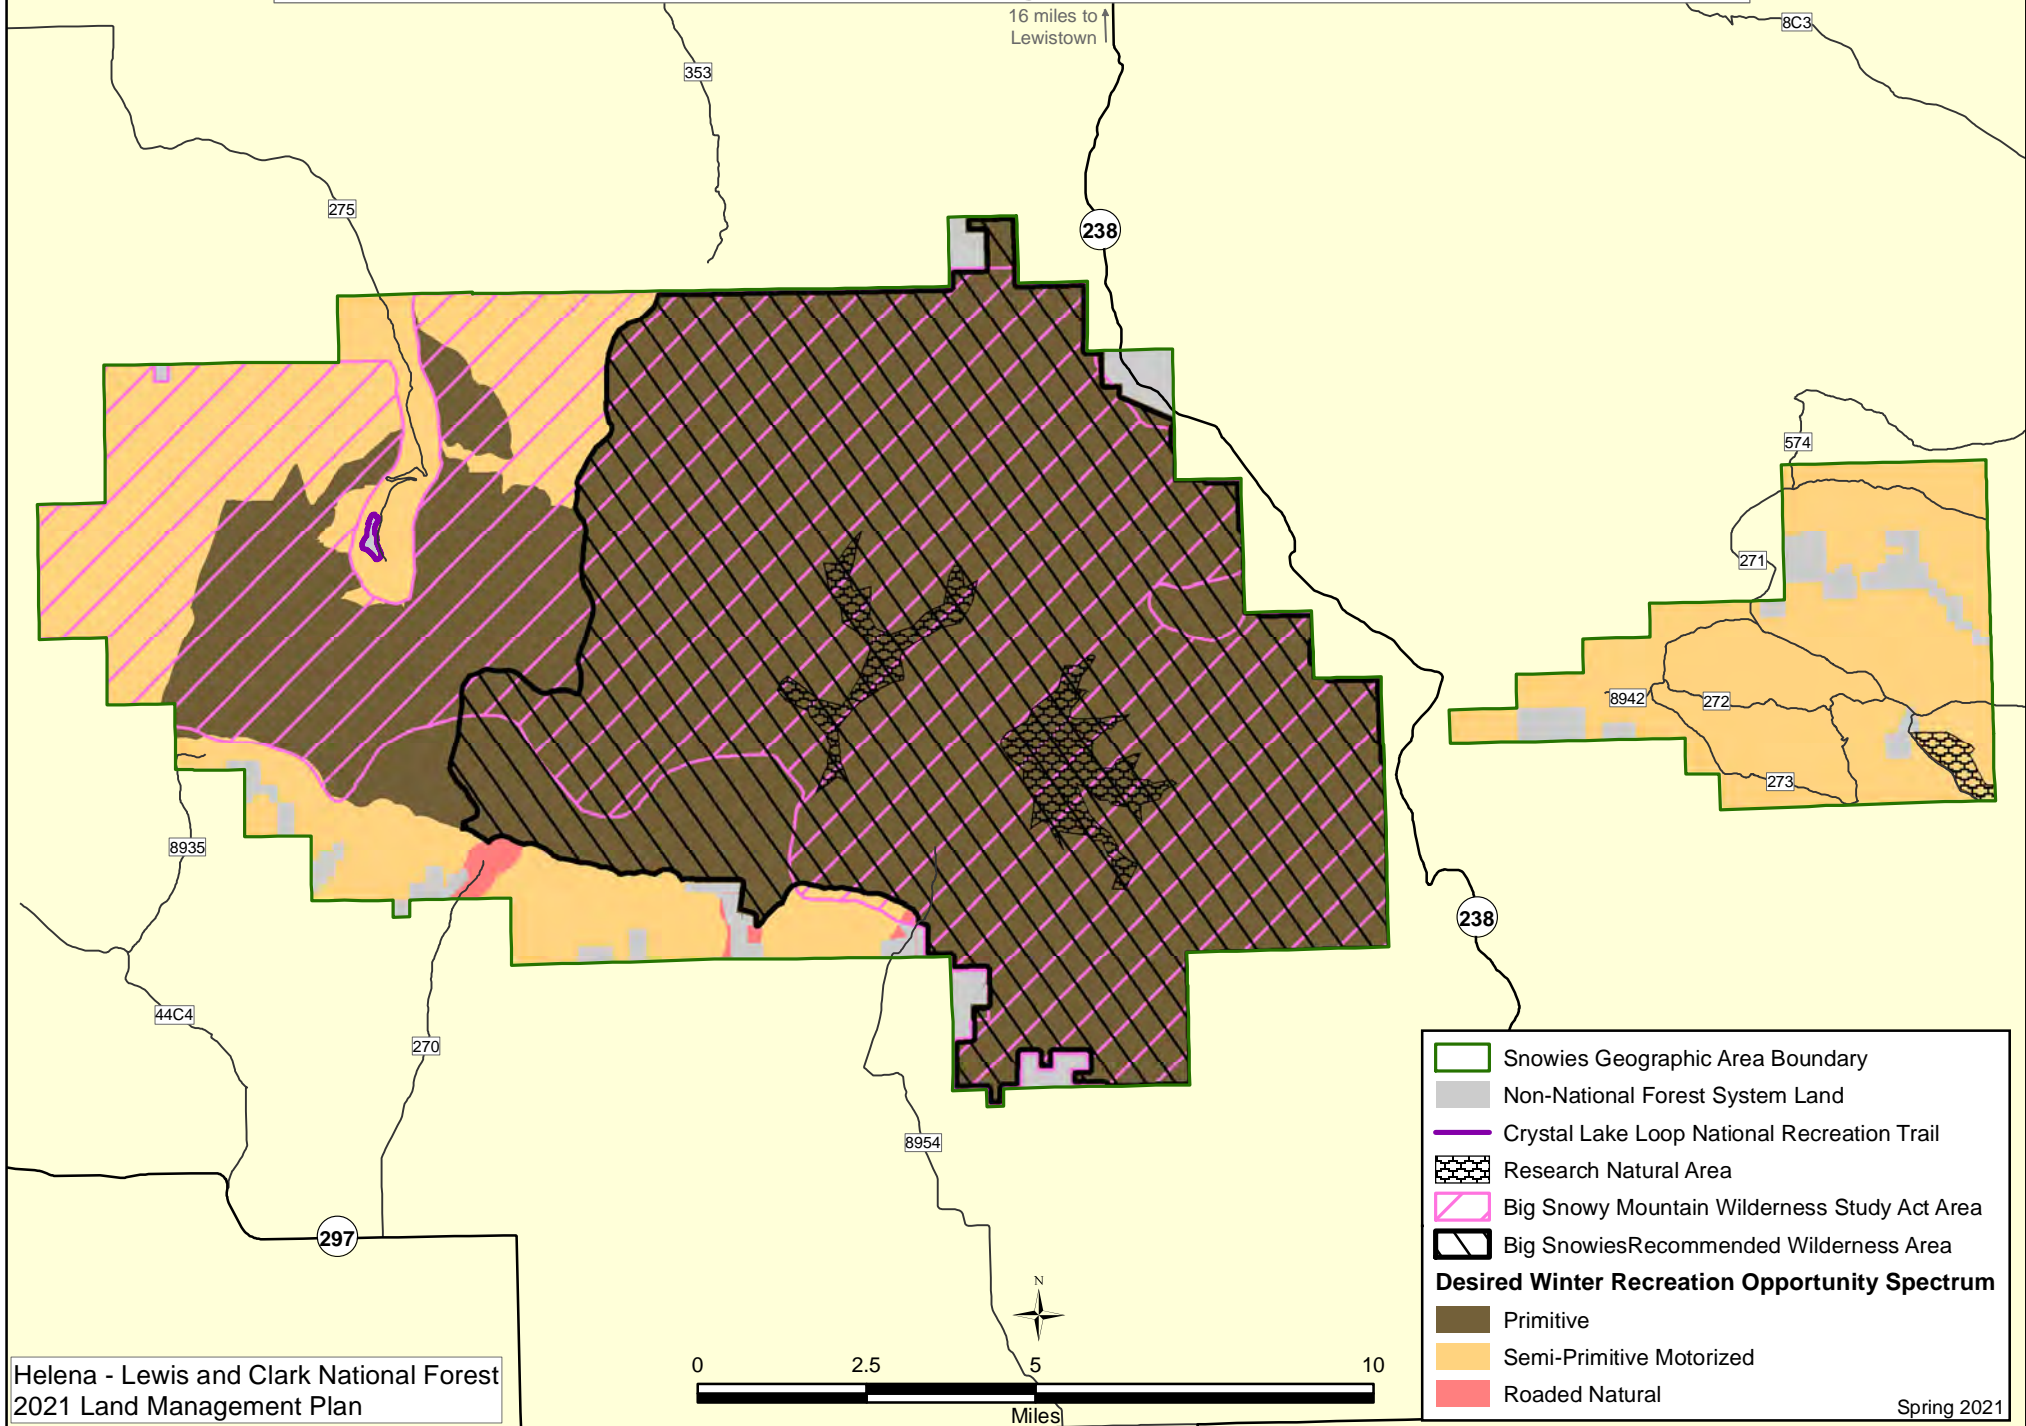 16 miles to
Lewistown
8C3
353
275
238
574
271
8942
272
273
8935
238
44C4
270
8954
297
N
0 2.5 5 10
Miles
Snowies Geographic Area Boundary
Non-National Forest System Land
Crystal Lake Loop National Recreation Trail
Research Natural Area
Big Snowy Mountain Wilderness Study Act Area
Big SnowiesRecommended Wilderness Area
Desired Winter Recreation Opportunity Spectrum
Primitive
Semi-Primitive Motorized
Roaded Natural
Spring 2021
Helena - Lewis and Clark National Forest
2021 Land Management Plan